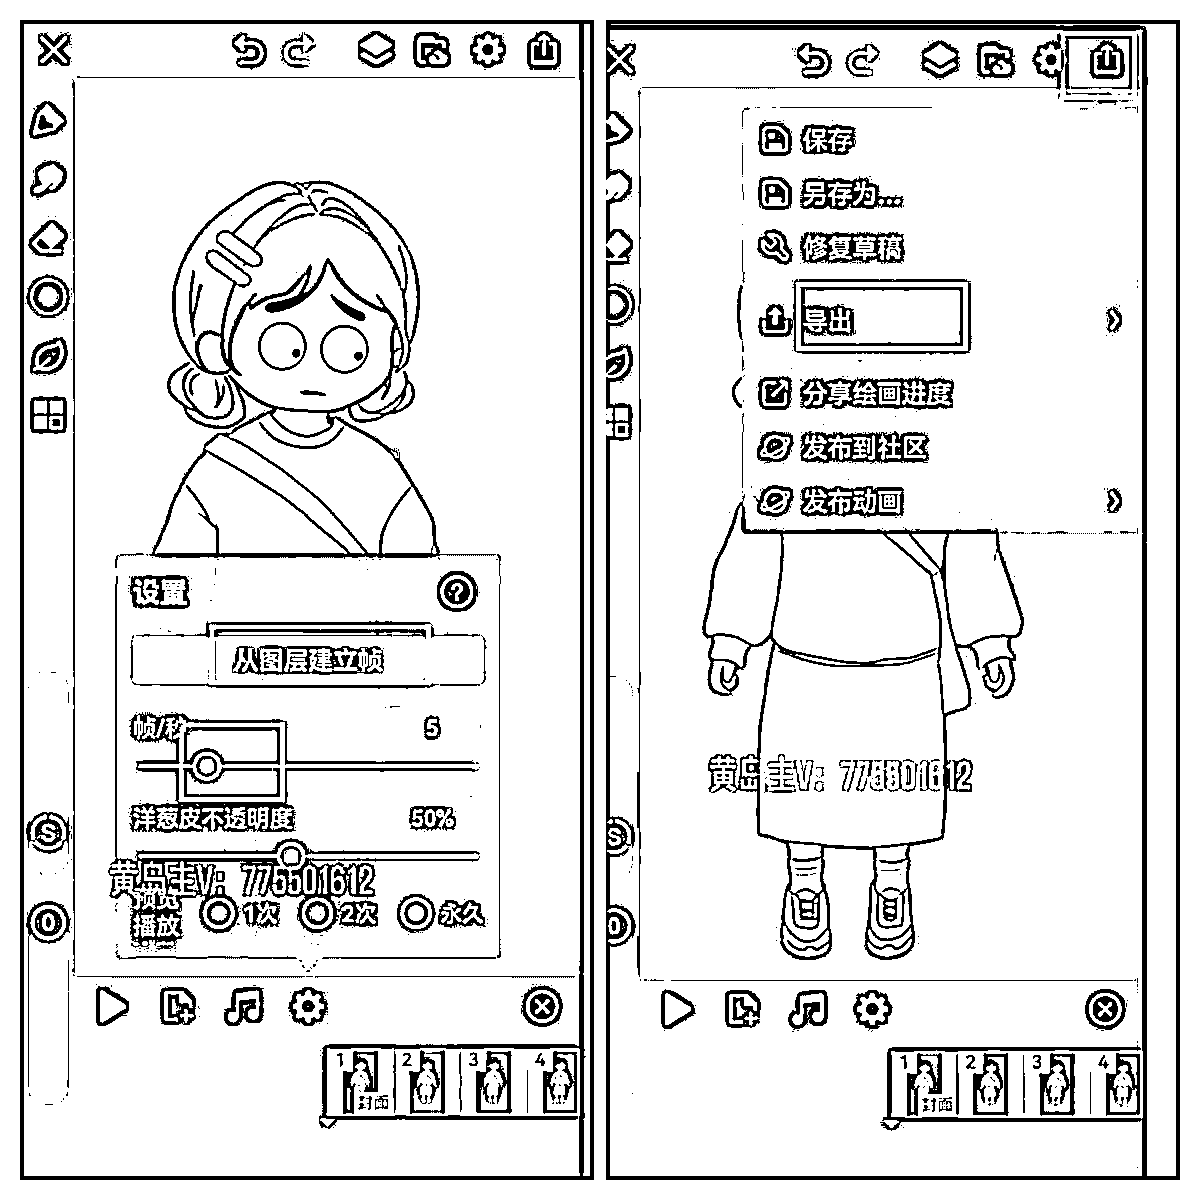 设置
从图层建立帧
帧/秒 5
洋葱皮不透明度 50%
黄岛主V: 775501612
预览
播放
1次 2次 永久
S
O
1 2 3 4
封面
保存
另存为...
修复草稿
导出
分享绘画进度
发布到社区
发布动画
黄岛主V: 775501612
S
1 2 3 4
封面